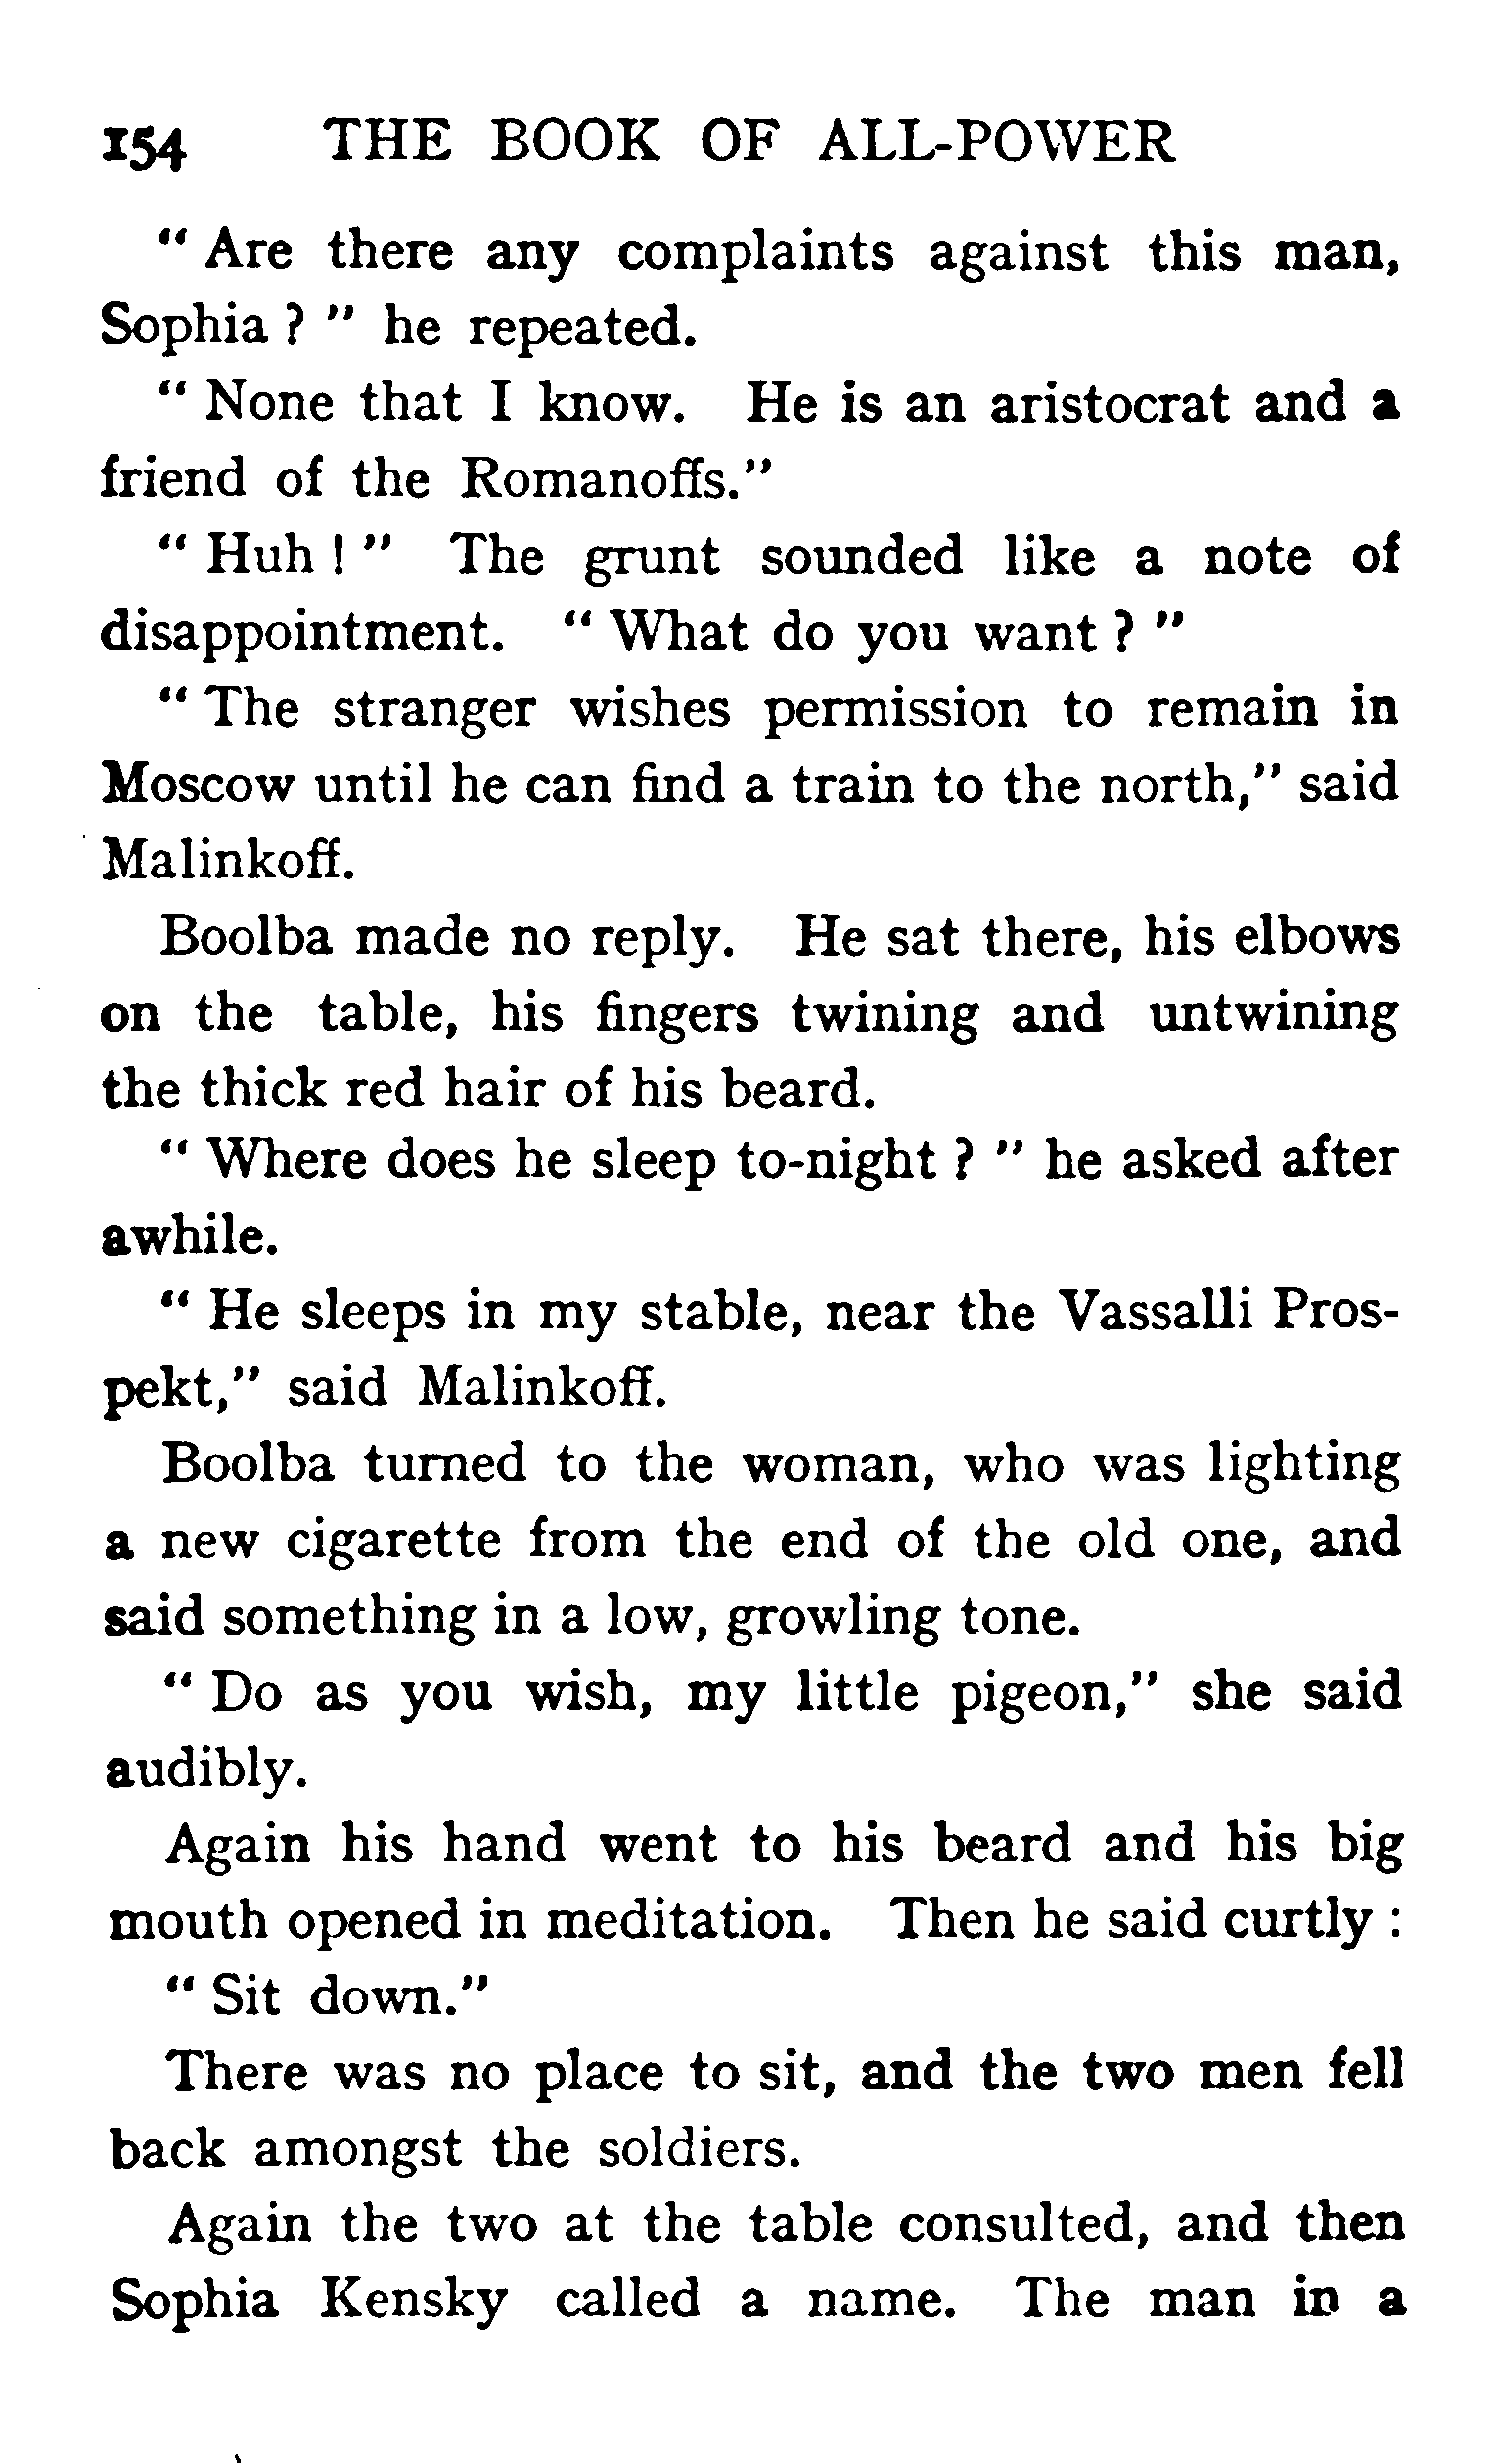 154 THE BOOK OF ALL-POWER
" Are there any complaints against this man,
Sophia ? " he repeated.
" None that I know. He is an aristocrat and a
friend of the Romanoffs."
" Huh ! " The grunt sounded like a note of
disappointment. " What do you want ? "
" The stranger wishes permission to remain in
Moscow until he can find a train to the north," said
Malinkoff.
Boolba made no reply. He sat there, his elbows
on the table, his fingers twining and untwining
the thick red hair of his beard.
" Where does he sleep to-night ? " he asked after
awhile.
" He sleeps in my stable, near the Vassalli Pros-
pekt," said Malinkoff.
Boolba turned to the woman, who was lighting
a new cigarette from the end of the old one, and
said something in a low, growling tone.
" Do as you wish, my little pigeon," she said
audibly.
Again his hand went to his beard and his big
mouth opened in meditation. Then he said curtly :
" Sit down."
There was no place to sit, and the two men fell
back amongst the soldiers.
Again the two at the table consulted, and then
Sophia Kensky called a name. The man in a